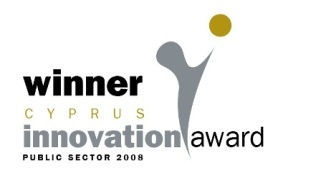 winner
CYPRUS
innovation award
PUBLIC SECTOR 2008